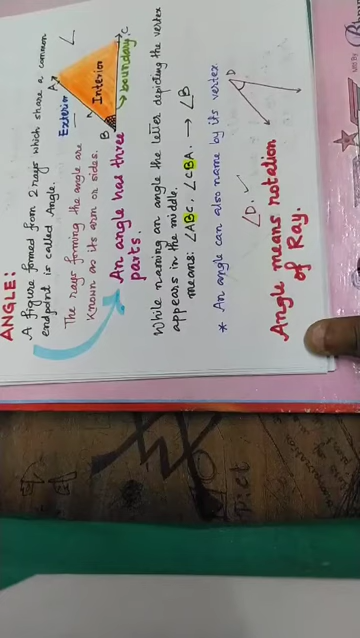 ANGLE:
A figure formed from 2 rays which share a common
endpoint is called Angle.
The rays forming the angle are
known as its arm or sides.
Exterior
A
Interior
B
C
boundary
An angle has three
parts.
While naming an angle the letter depicting the vertex
appears in the middle.
means: ∠ABC, ∠CBA. → ∠B
* An angle can also name by its vertex.
∠D.
D
Angle means rotation
of Ray.